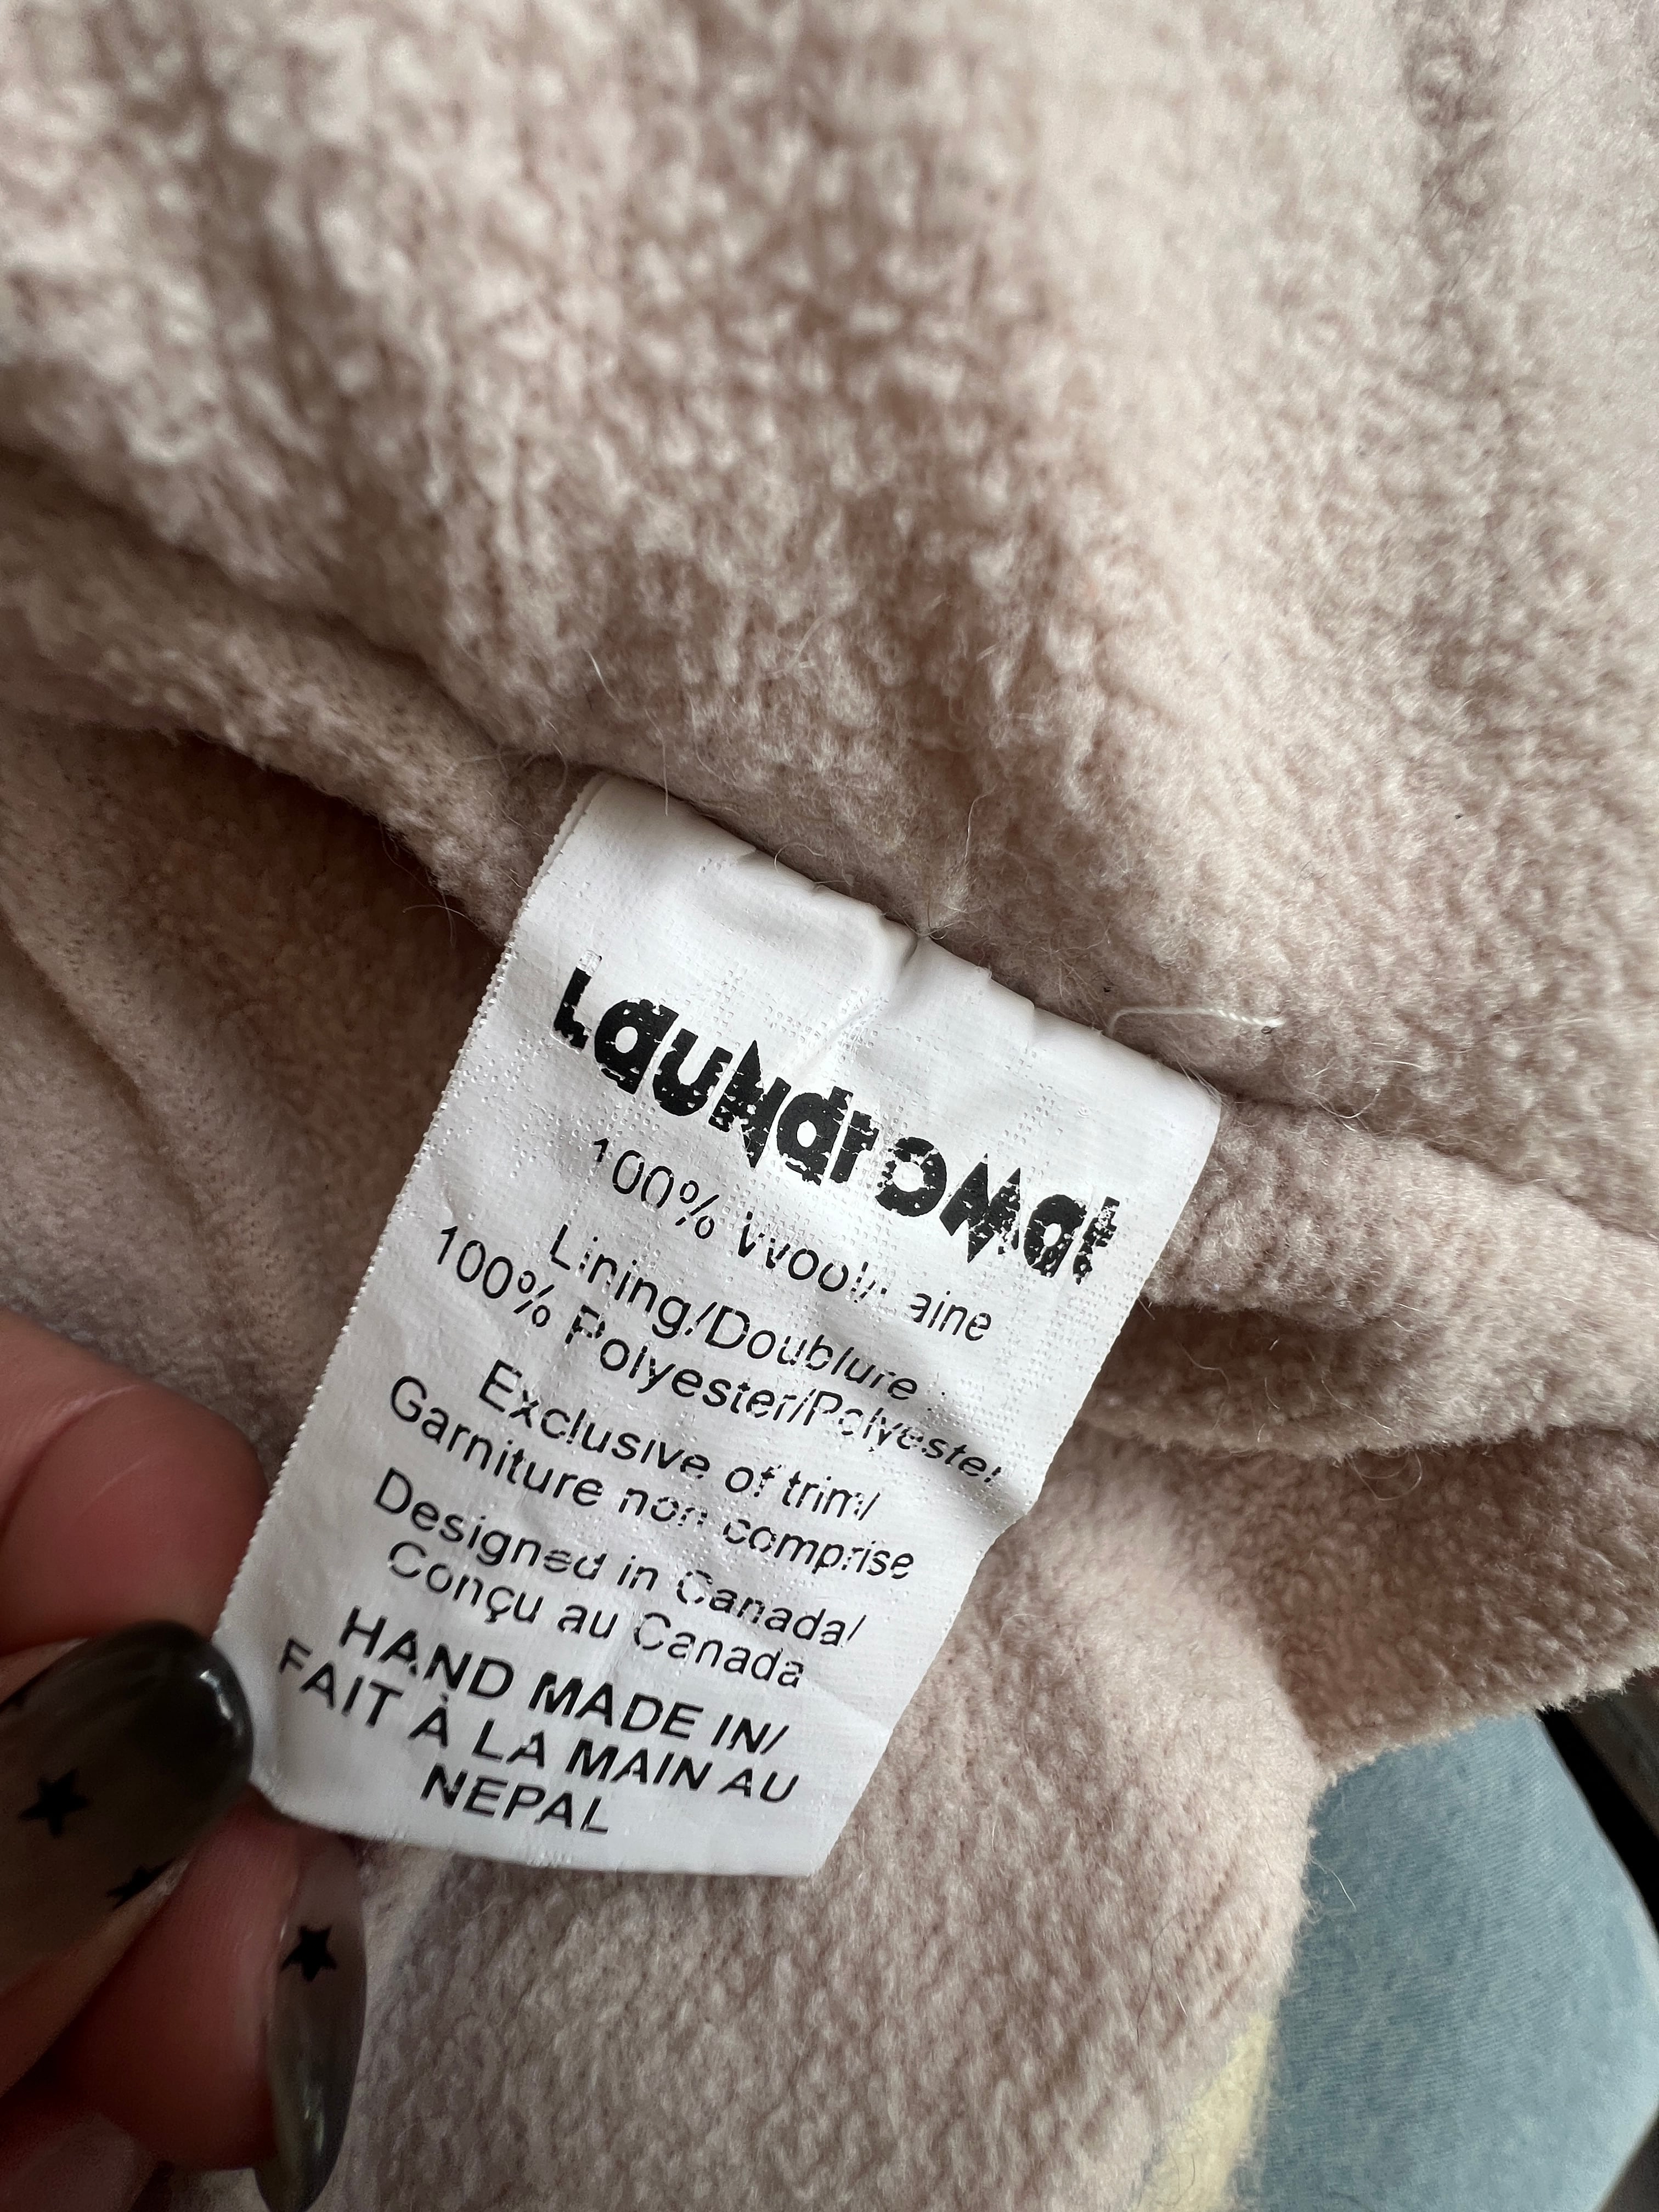 LauNdroMat
100% Wool/Laine
Lining/Doublure :
100% Polyester/Polyester
Exclusive of trim/
Garniture non comprise
Designed in Canada/
Conçu au Canada
HAND MADE IN/
FAIT À LA MAIN AU
NEPAL